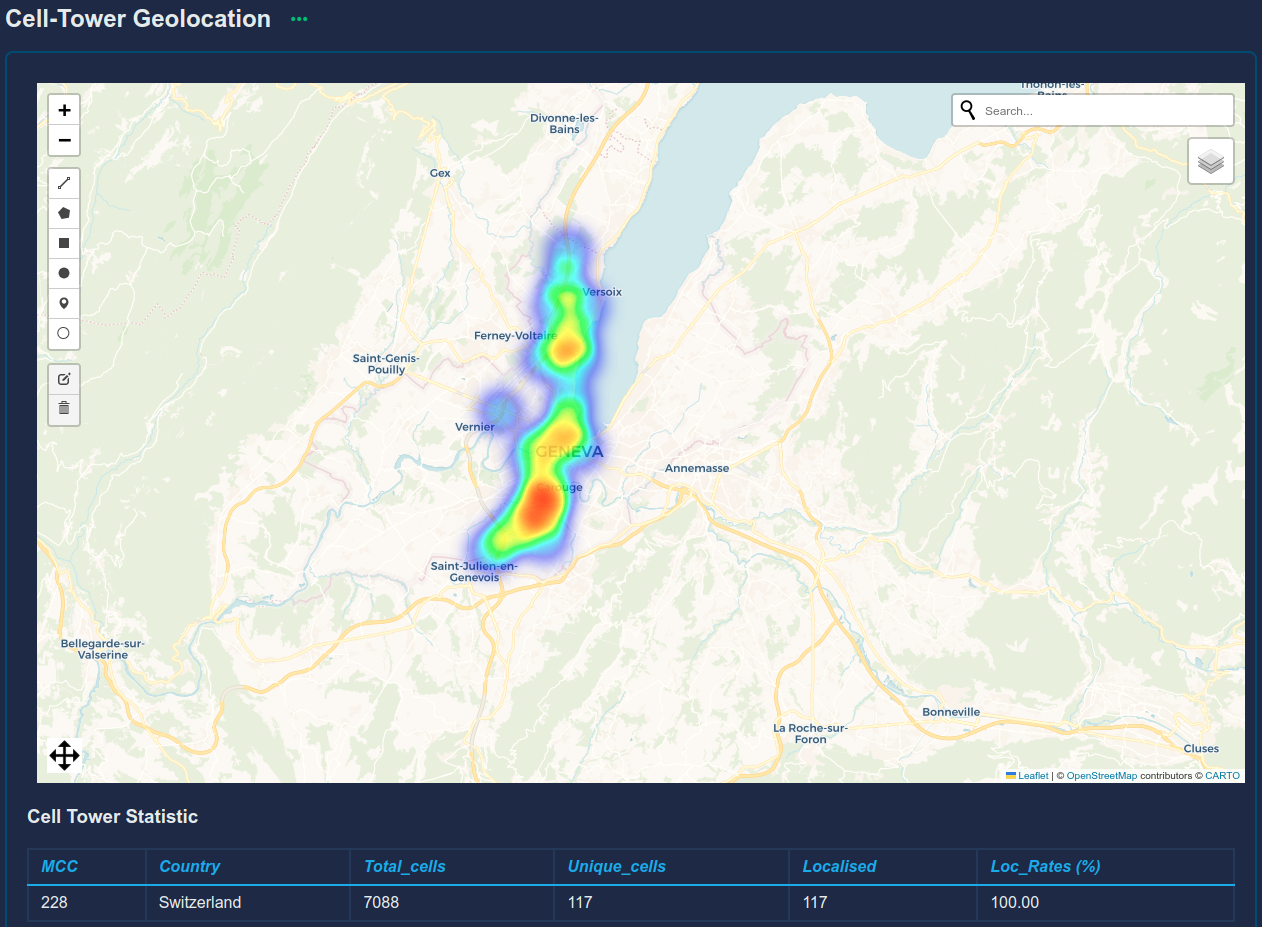 Cell-Tower Geolocation
Thonon-les-
Bains
+
Search...
−
Divonne-les-
Bains
Gex
Versoix
Ferney-Voltaire
Saint-Genis-
Pouilly
Vernier
GENEVA
Annemasse
Carouge
Saint-Julien-en-
Genevois
Bellegarde-sur-
Valserine
Bonneville
La Roche-sur-
Foron
Cluses
Leaflet | © OpenStreetMap contributors © CARTO
Cell Tower Statistic
MCC Country Total_cells Unique_cells Localised Loc_Rates (%)
228 Switzerland 7088 117 117 100.00